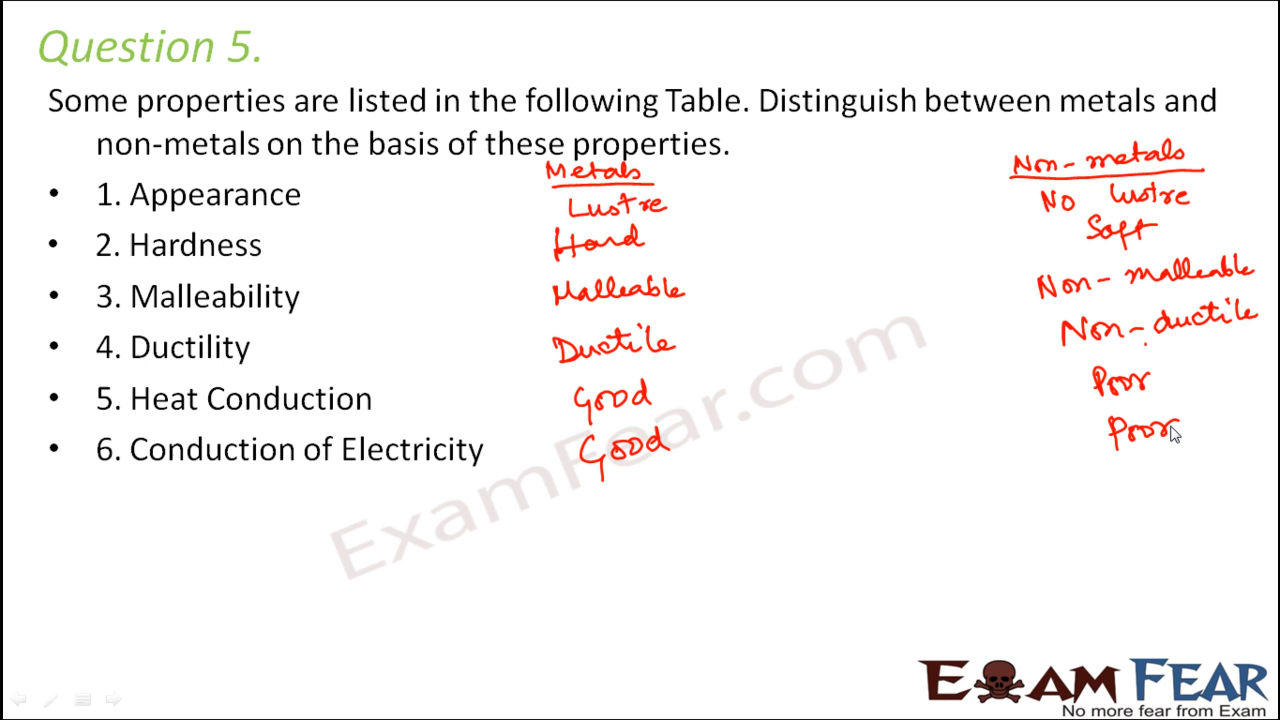 Question 5.
Some properties are listed in the following Table. Distinguish between metals and
non-metals on the basis of these properties.
Metals Non-metals
• 1. Appearance Lustre No lustre
• 2. Hardness Hard Soft
• 3. Malleability Malleable Non-malleable
• 4. Ductility Ductile Non-ductile
• 5. Heat Conduction Good Poor
• 6. Conduction of Electricity Good Poor
ExamFear.com
EXAM FEAR
No more fear from Exam